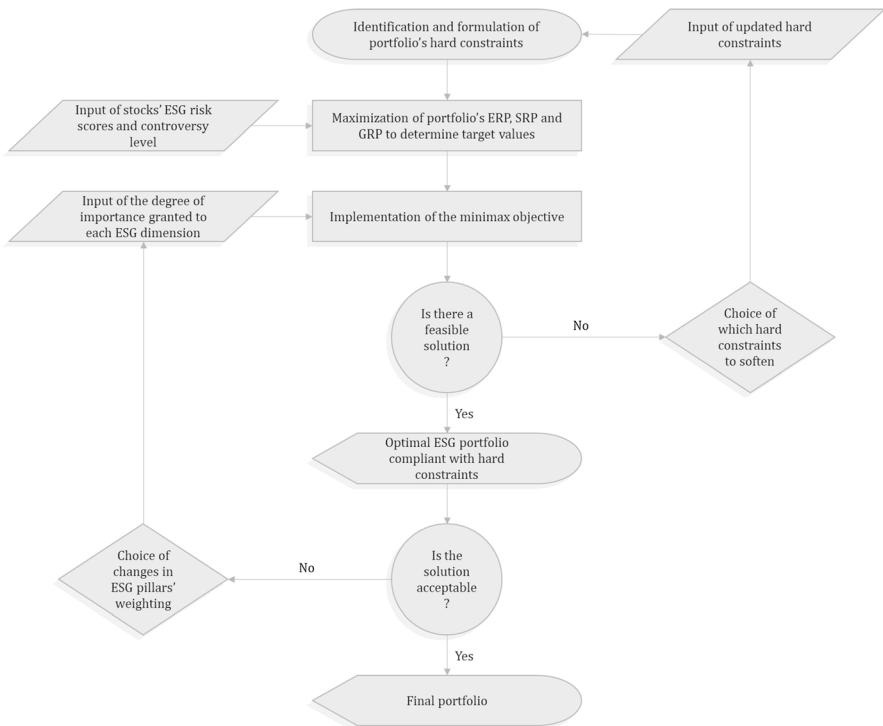 Identification and formulation of
portfolio's hard constraints
Input of updated hard
constraints
Input of stocks' ESG risk
scores and controversy
level
Maximization of portfolio's ERP, SRP and
GRP to determine target values
Input of the degree of
importance granted to
each ESG dimension
Implementation of the minimax objective
Is there a
feasible
solution
?
No
Choice of
which hard
constraints
to soften
Yes
Optimal ESG portfolio
compliant with hard
constraints
Choice of
changes in
ESG pillars'
weighting
No
Is the
solution
acceptable
?
Yes
Final portfolio